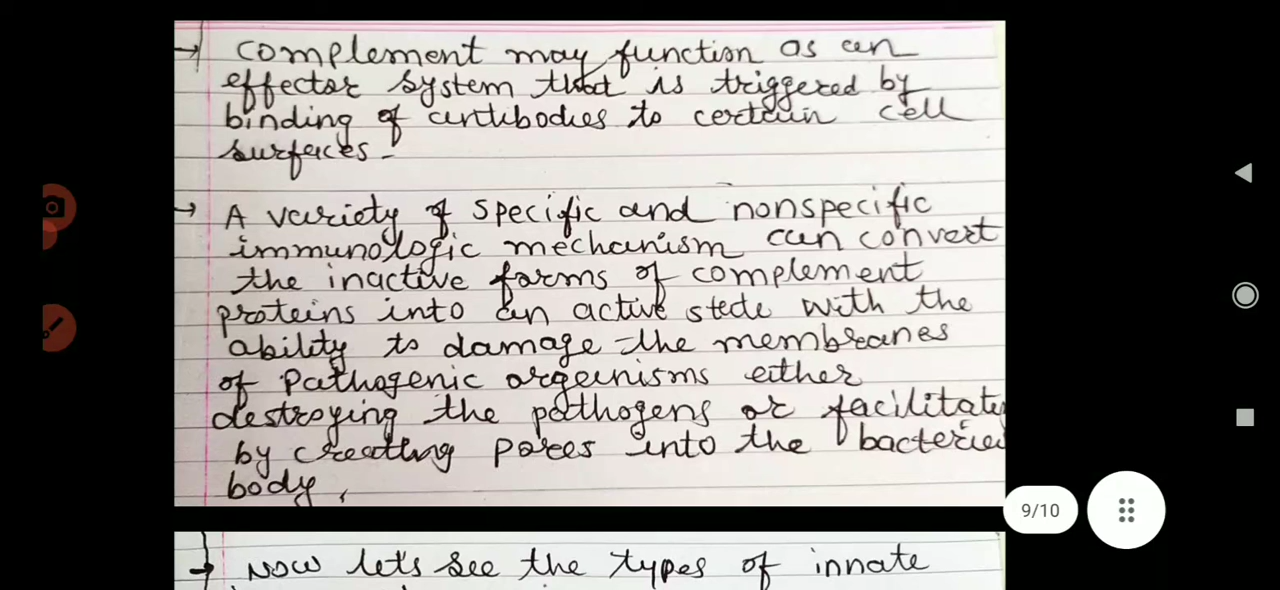 → complement may function as an
effector system that is triggered by
binding of antibodies to certain cell
surfaces -
→ A variety of specific and nonspecific
immunologic mechanism can convert
the inactive forms of complement
proteins into an active state with the
ability to damage the membranes
of pathogenic organisms either
destroying the pathogens or facilitate
by creating pores into the bacteria
body,
9/10
→ Now let's see the types of innate